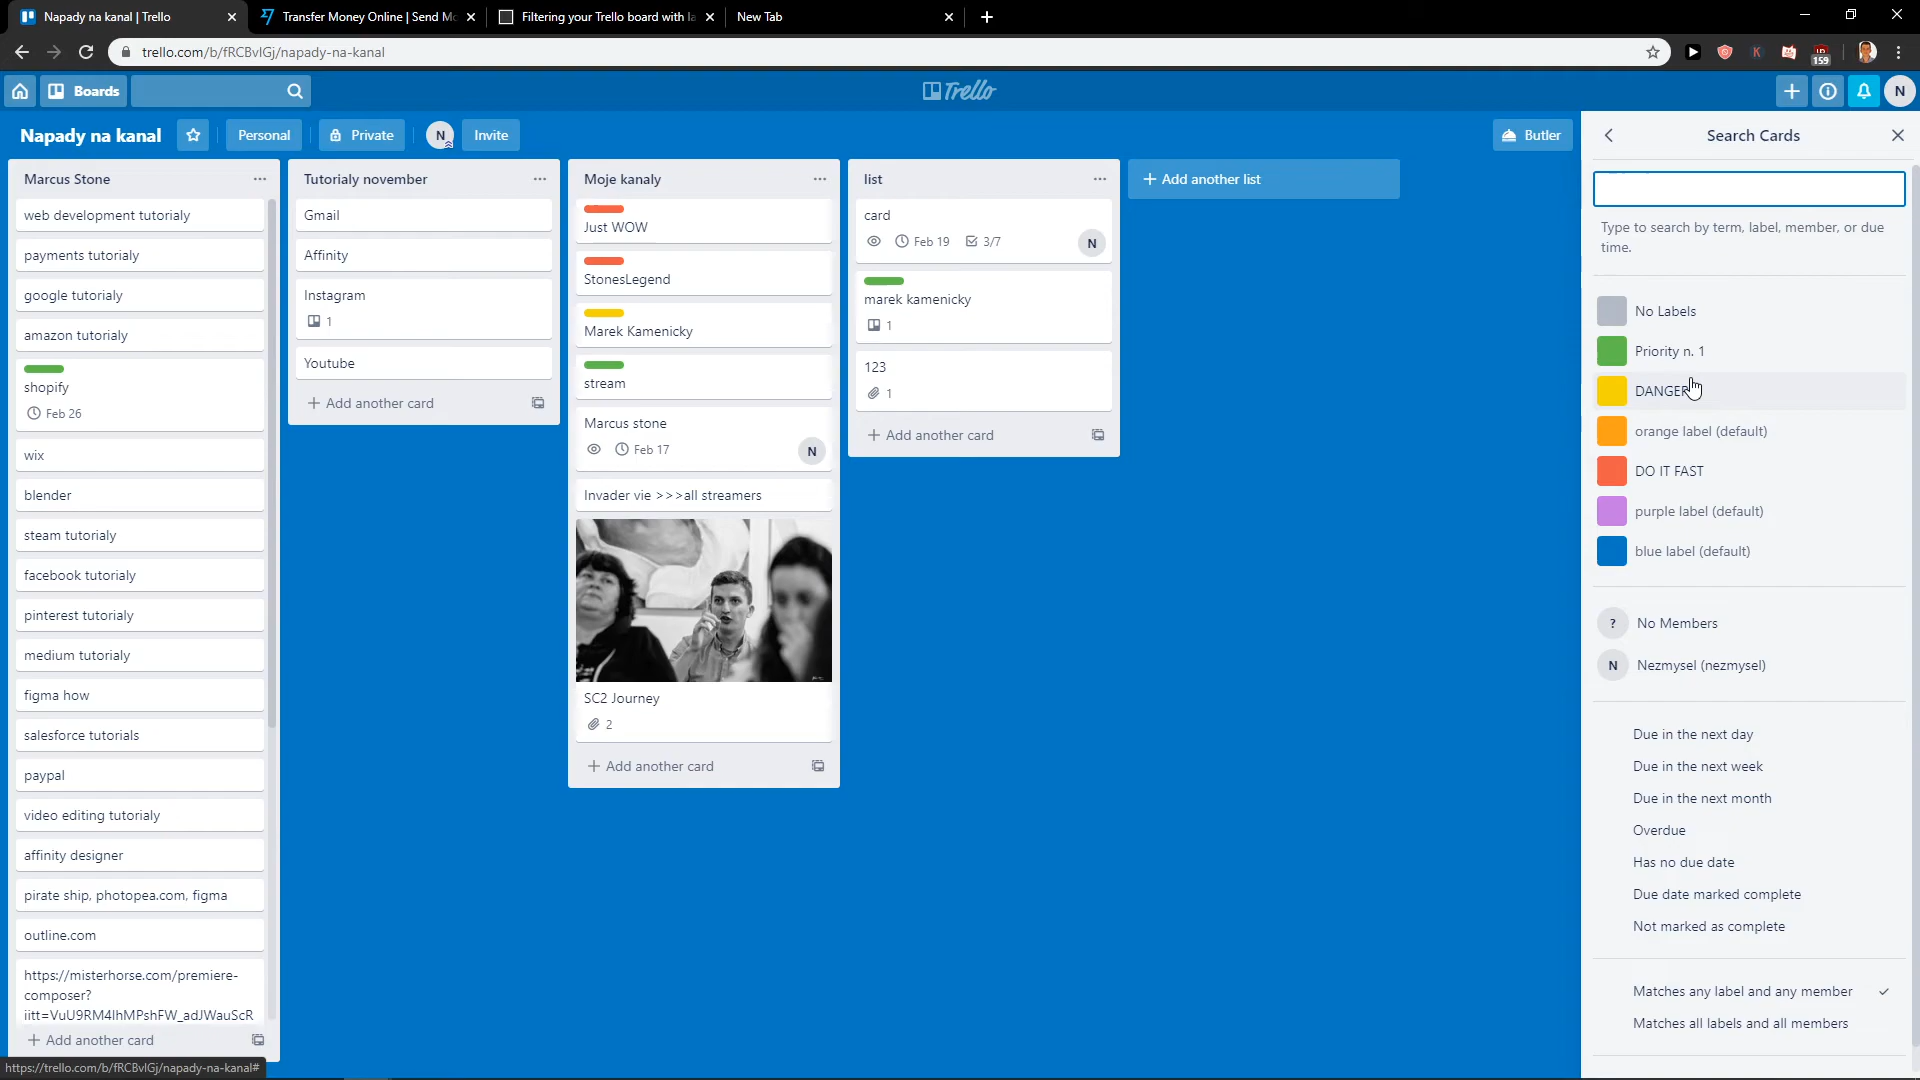 Napady na kanal | Trello
Transfer Money Online | Send Mo
Filtering your Trello board with la
New Tab
trello.com/b/fRCBvlGj/napady-na-kanal
159
Boards
Trello
N
Napady na kanal
Personal
Private
N
Invite
Butler
Marcus Stone
web development tutorialy
payments tutorialy
google tutorialy
amazon tutorialy
shopify
Feb 26
wix
blender
steam tutorialy
facebook tutorialy
pinterest tutorialy
medium tutorialy
figma how
salesforce tutorials
paypal
video editing tutorialy
affinity designer
pirate ship, photopea.com, figma
outline.com
https://misterhorse.com/premiere-
composer?
iitt=VuU9RM4lhMPshFW_adJWauScR
+ Add another card
https://trello.com/b/fRCBvlGj/napady-na-kanal#
Tutorialy november
Gmail
Affinity
Instagram
1
Youtube
+ Add another card
Moje kanaly
Just WOW
StonesLegend
Marek Kamenicky
stream
Marcus stone
Feb 17
N
Invader vie >>>all streamers
SC2 Journey
2
+ Add another card
list
card
Feb 19
3/7
N
marek kamenicky
1
123
1
+ Add another card
+ Add another list
Search Cards
Type to search by term, label, member, or due
time.
No Labels
Priority n. 1
DANGER
orange label (default)
DO IT FAST
purple label (default)
blue label (default)
? No Members
N Nezmysel (nezmysel)
Due in the next day
Due in the next week
Due in the next month
Overdue
Has no due date
Due date marked complete
Not marked as complete
Matches any label and any member
Matches all labels and all members